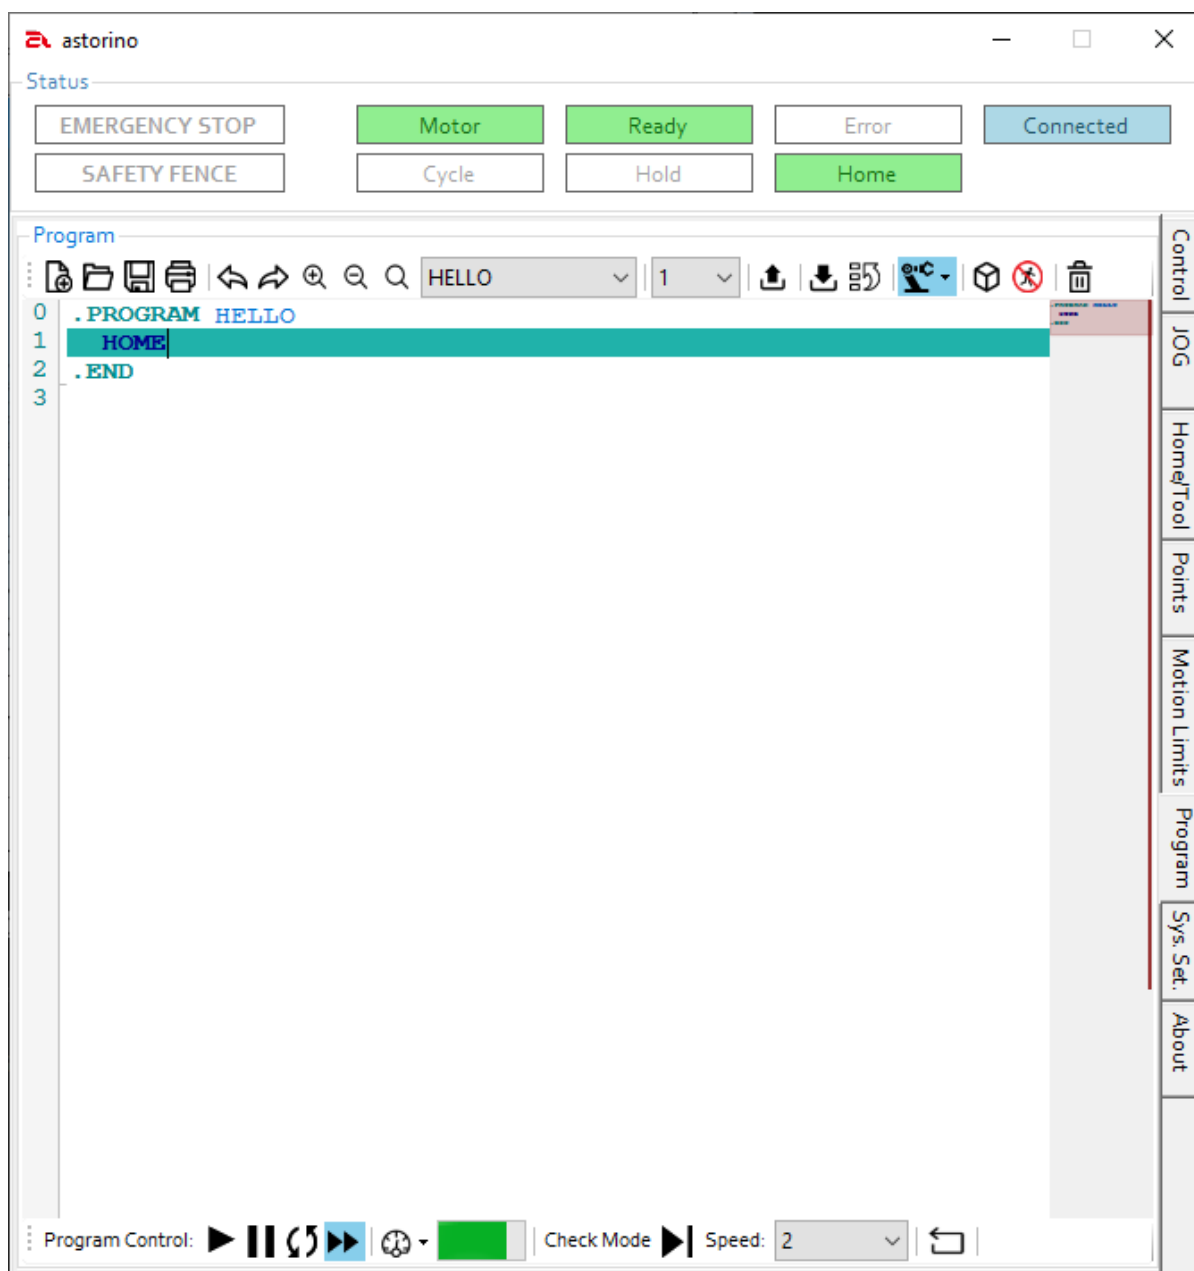 astorino
Status
EMERGENCY STOP
Motor
Ready
Error
Connected
SAFETY FENCE
Cycle
Hold
Home
Program
HELLO
1
0 .PROGRAM HELLO
1 HOME
2 .END
3
Control
JOG
Home/Tool
Points
Motion Limits
Program
Sys. Set.
About
Program Control:
Check Mode
Speed: 2